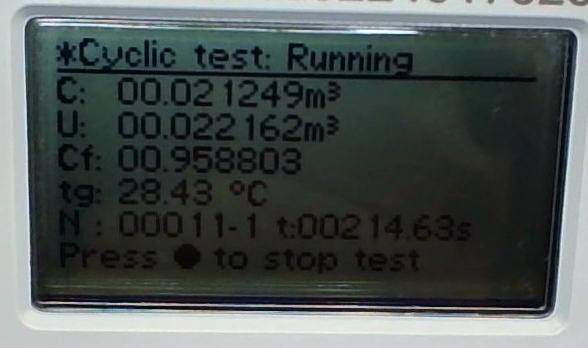 *Cyclic test: Running
C: 00.021249m³
U: 00.022162m³
Cf: 00.958803
tg: 28.43 °C
N : 00011-1 t:00214.63s
Press ● to stop test